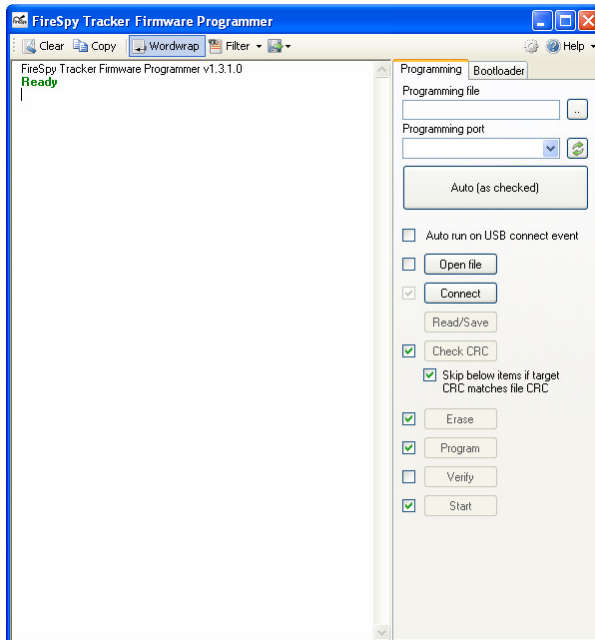 FireSpy Tracker Firmware Programmer
Clear Copy Wordwrap Filter Help
FireSpy Tracker Firmware Programmer v1.3.1.0
Ready
Programming Bootloader
Programming file
..
Programming port
Auto (as checked)
Auto run on USB connect event
Open file
Connect
Read/Save
Check CRC
Skip below items if target
CRC matches file CRC
Erase
Program
Verify
Start